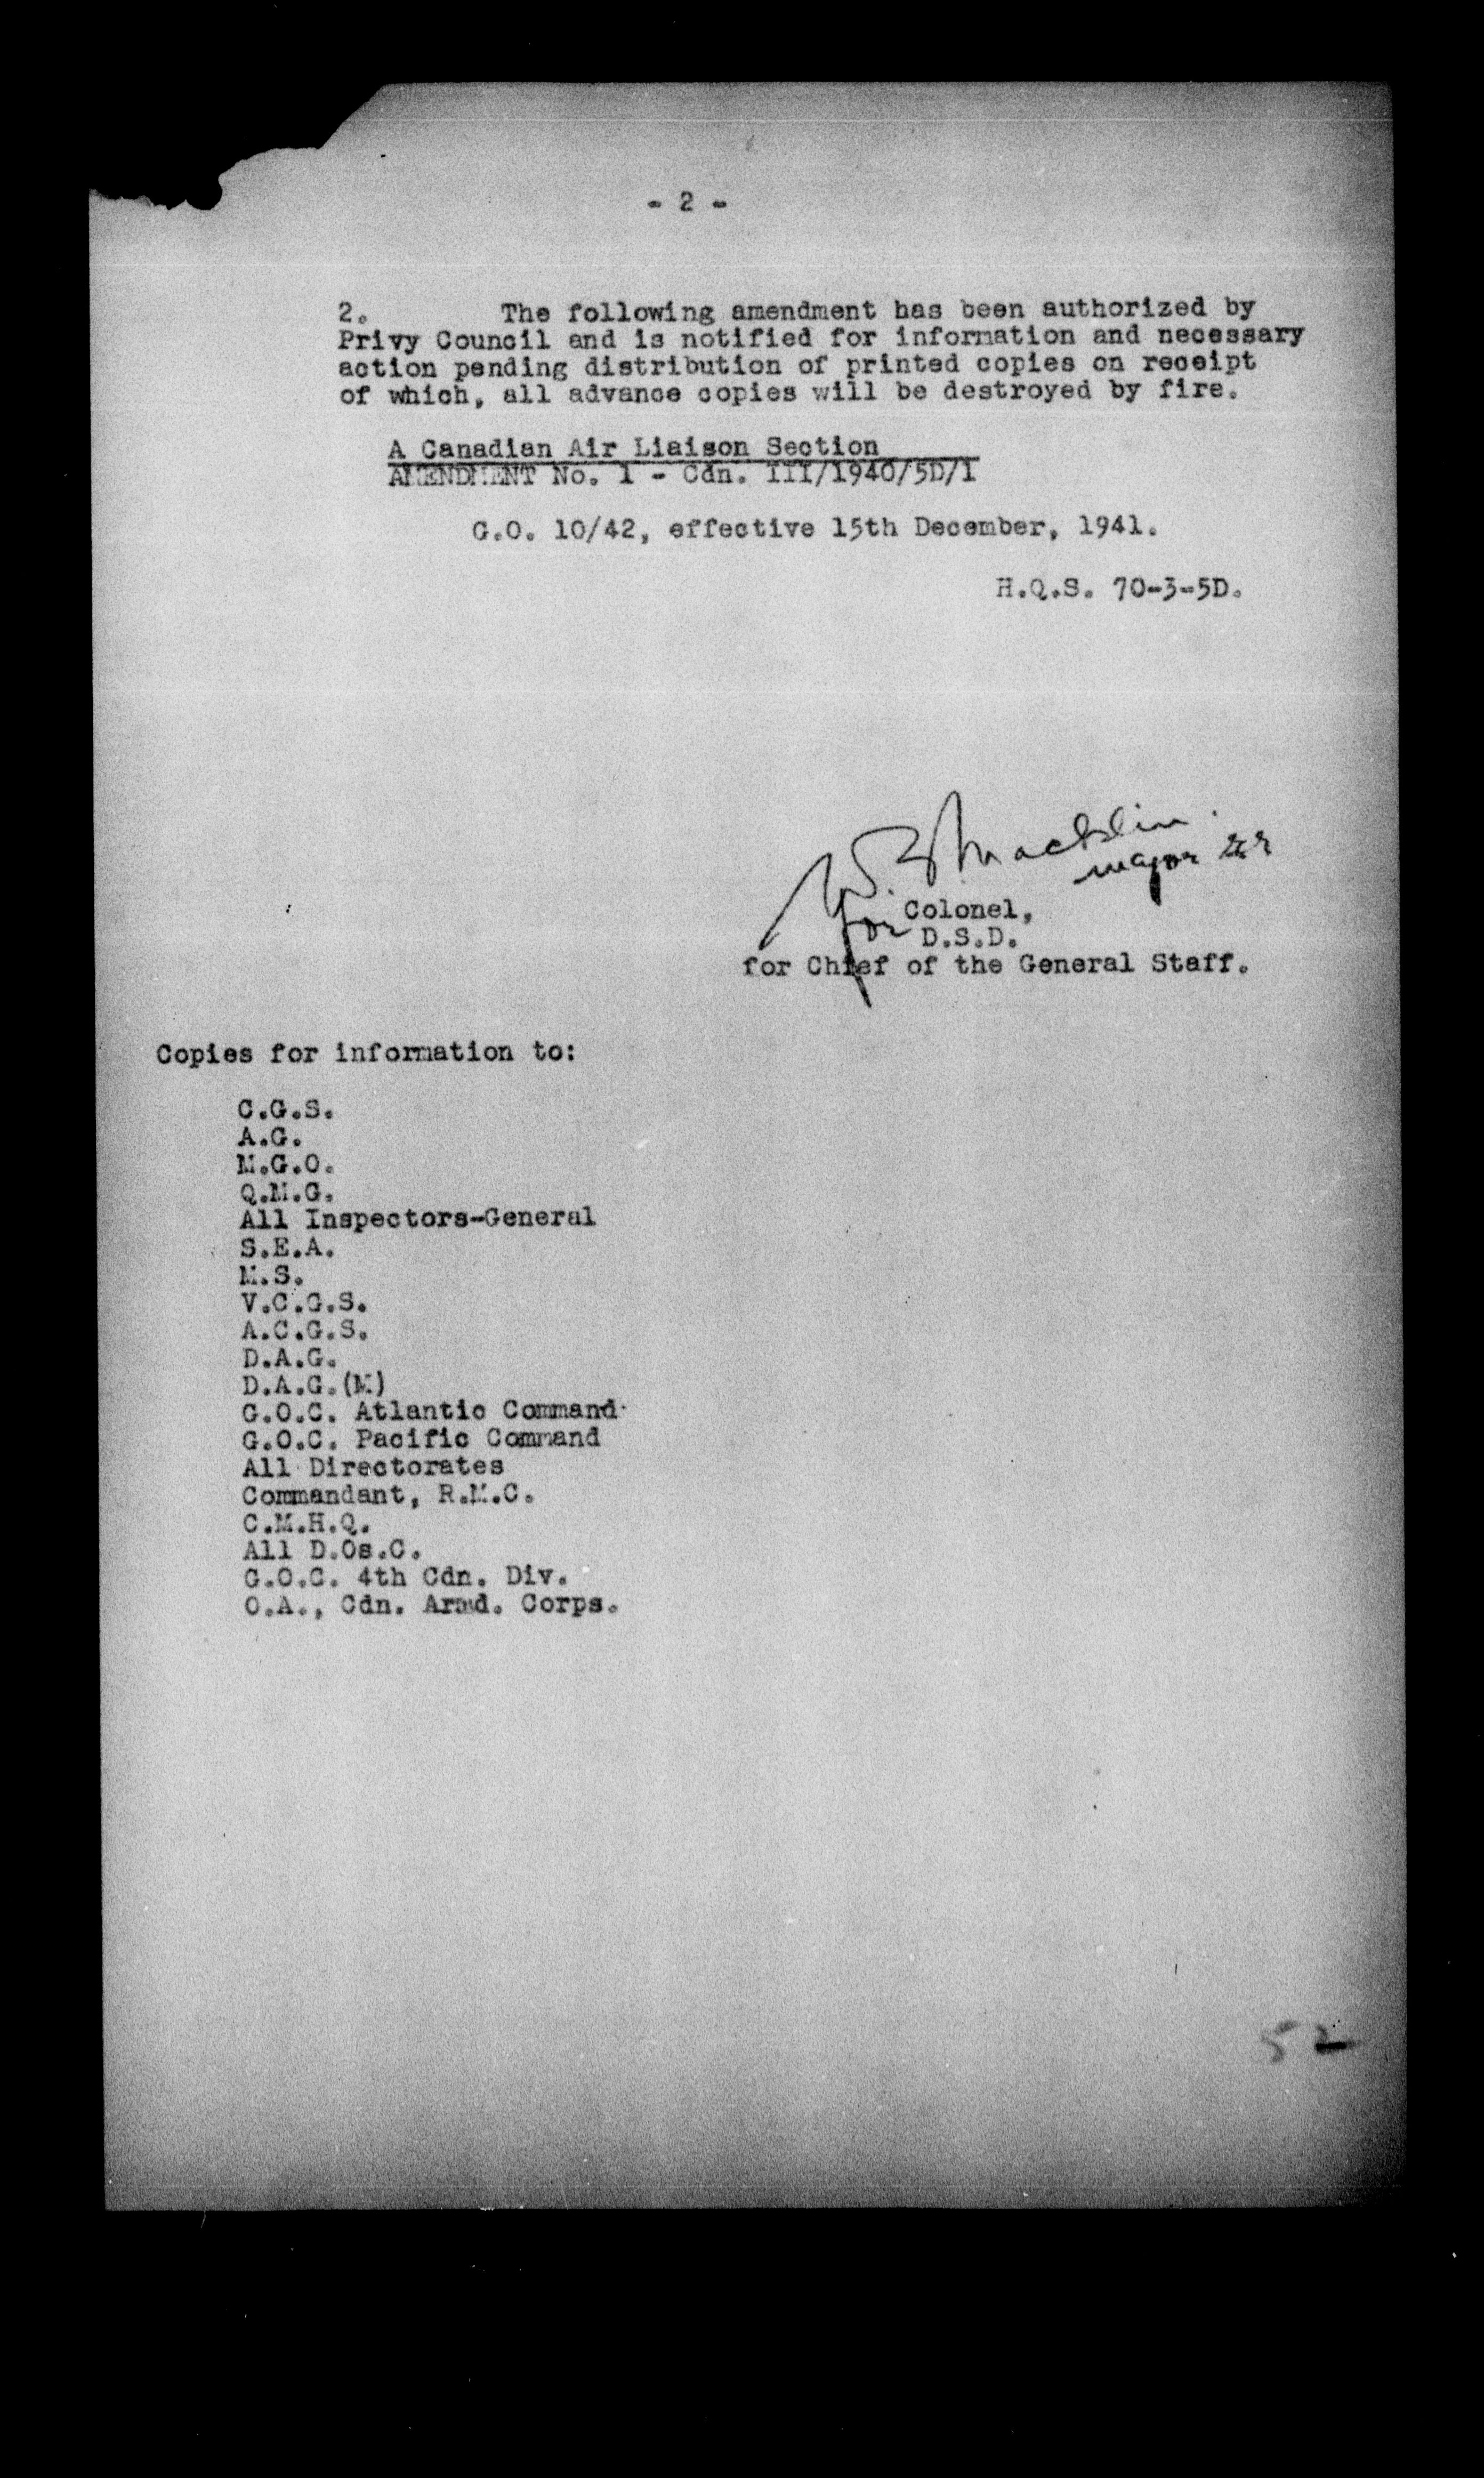 - 2 -
2. The following amendment has been authorized by
Privy Council and is notified for information and necessary
action pending distribution of printed copies on receipt
of which, all advance copies will be destroyed by fire.
A Canadian Air Liaison Section
AMENDMENT No. 1 - Cdn. III/1940/5D/1
G.O. 10/42, effective 15th December, 1941.
H.Q.S. 70-3-5D.
Macklin
major
for Colonel,
D.S.D.
for Chief of the General Staff.
Copies for information to:
C.G.S.
A.G.
M.G.O.
Q.M.G.
All Inspectors-General
S.E.A.
M.S.
V.C.G.S.
A.C.G.S.
D.A.G.
D.A.G.(M)
G.O.C. Atlantic Command
G.O.C. Pacific Command
All Directorates
Commandant, R.M.C.
C.M.H.Q.
All D.Os.C.
G.O.C. 4th Cdn. Div.
O.A., Cdn. Armd. Corps.
52